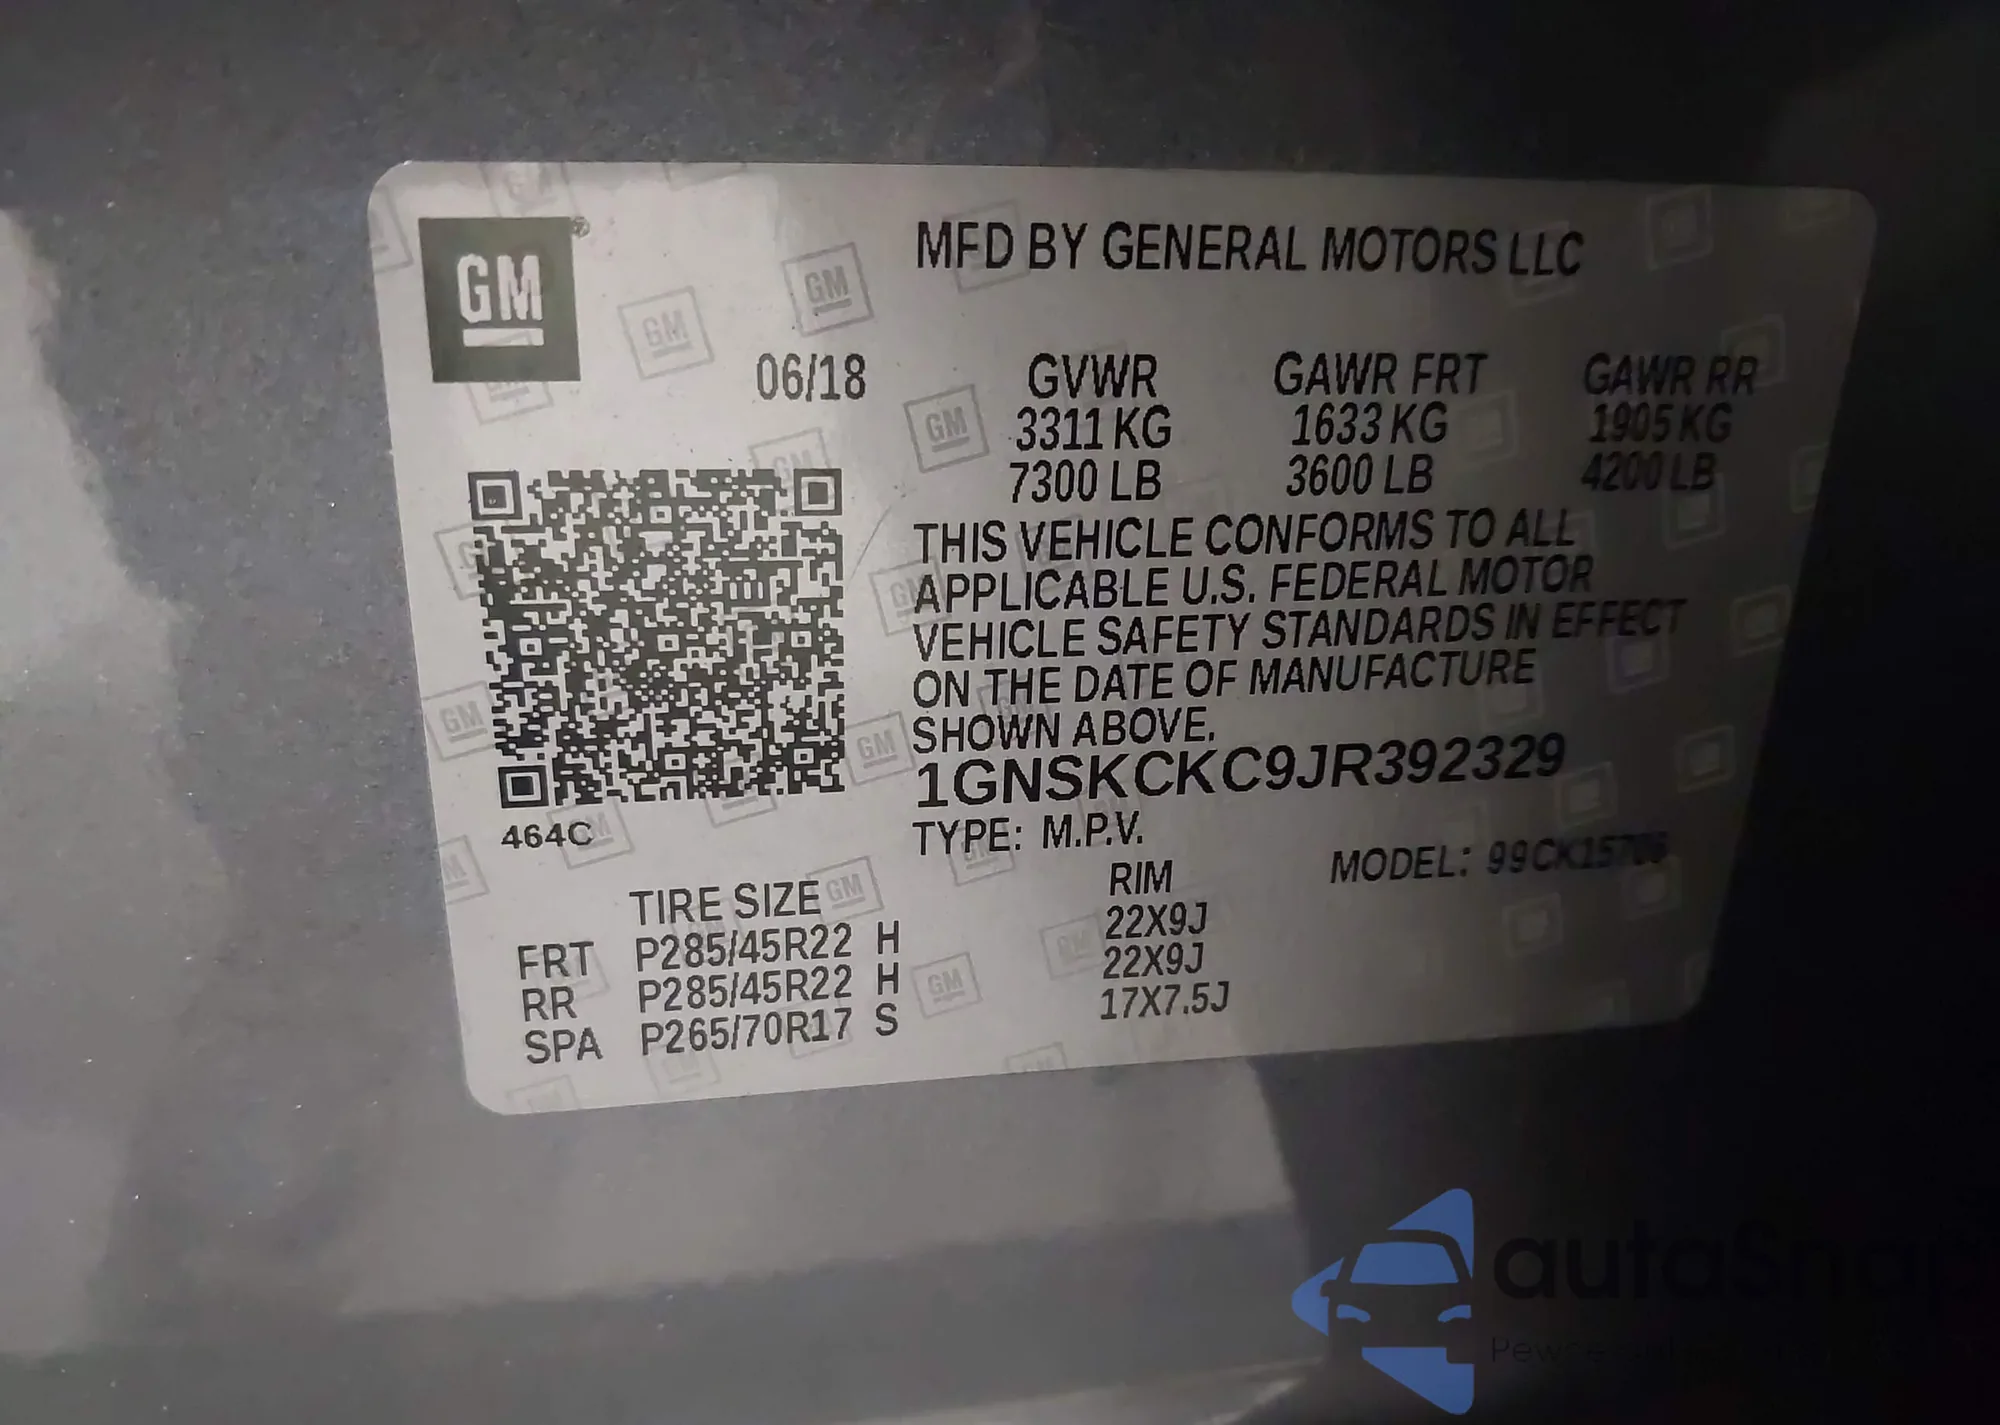 GM
MFD BY GENERAL MOTORS LLC
06/18 GVWR GAWR FRT GAWR RR
3311 KG 1633 KG 1905 KG
7300 LB 3600 LB 4200 LB
THIS VEHICLE CONFORMS TO ALL
APPLICABLE U.S. FEDERAL MOTOR
VEHICLE SAFETY STANDARDS IN EFFECT
ON THE DATE OF MANUFACTURE
SHOWN ABOVE.
1GNSKCKC9JR392329
464C
TYPE: M.P.V. MODEL: 99CK15706
TIRE SIZE RIM
FRT P285/45R22 H 22X9J
RR P285/45R22 H 22X9J
SPA P265/70R17 S 17X7.5J